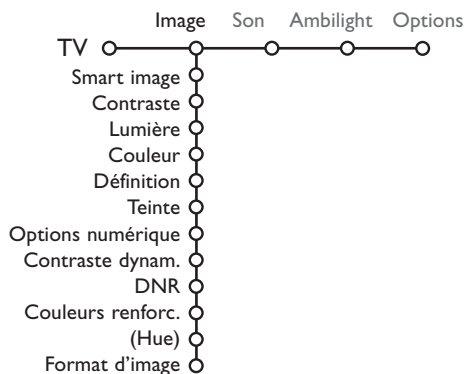 Image Son Ambilight Options
TV
Smart image
Contraste
Lumière
Couleur
Définition
Teinte
Options numérique
Contraste dynam.
DNR
Couleurs renforc.
(Hue)
Format d'image